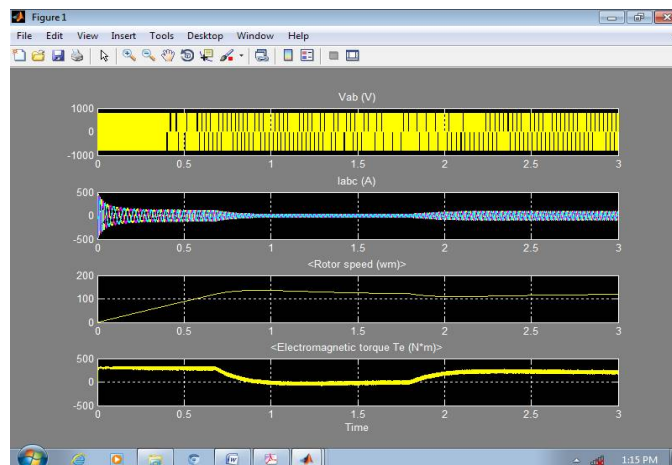 Figure 1
File Edit View Insert Tools Desktop Window Help
Vab (V)
1000
0
-1000
0 0.5 1 1.5 2 2.5 3
Iabc (A)
500
0
-500
0 0.5 1 1.5 2 2.5 3
<Rotor speed (wm)>
200
100
0
0 0.5 1 1.5 2 2.5 3
<Electromagnetic torque Te (N*m)>
500
0
-500
0 0.5 1 1.5 2 2.5 3
Time
1:15 PM